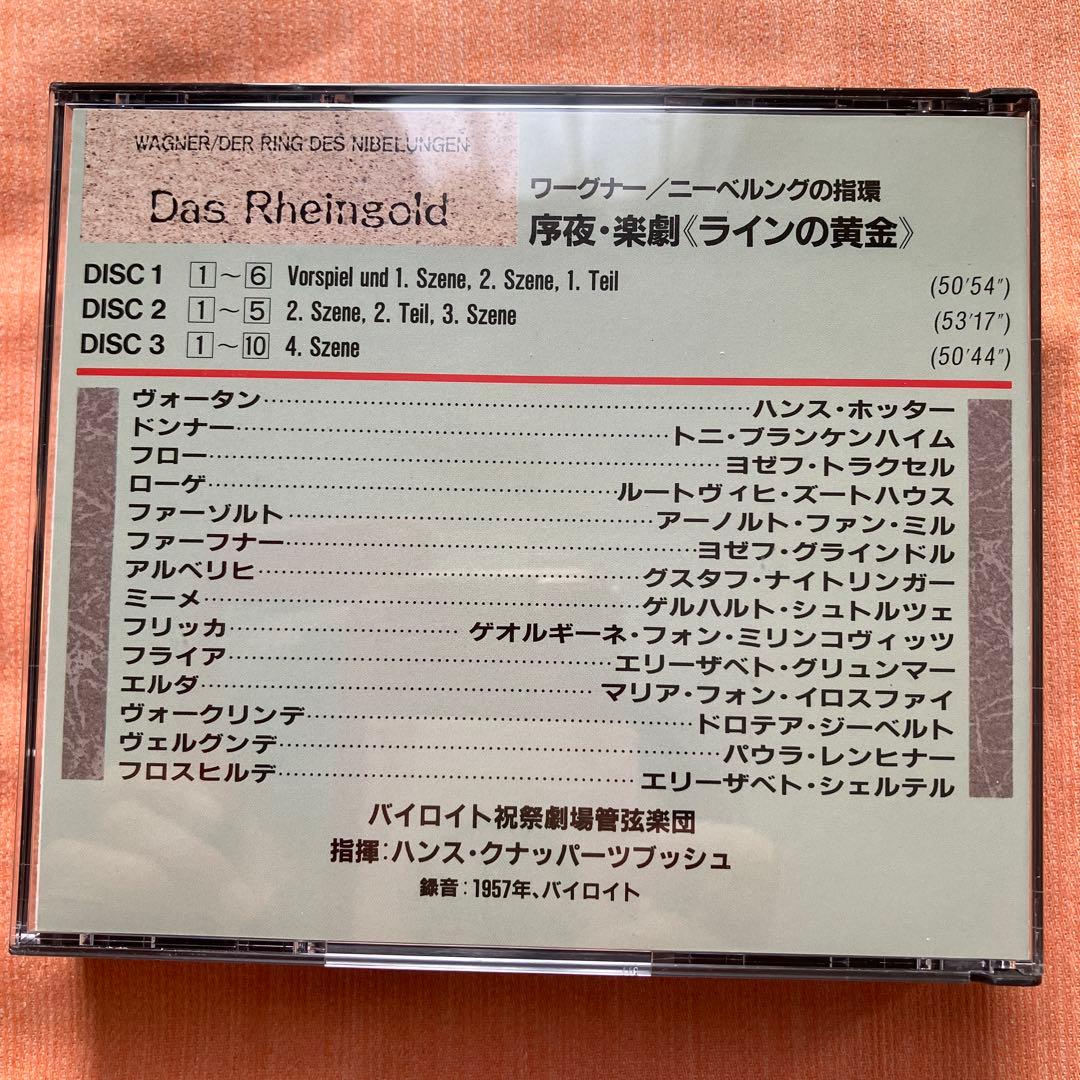 WAGNER/DER RING DES NIBELUNGEN
Das Rheingold
ワーグナー／ニーベルングの指環
序夜・楽劇《ラインの黄金》
DISC 1 1～6 Vorspiel und 1. Szene, 2. Szene, 1. Teil (50'54")
DISC 2 1～5 2. Szene, 2. Teil, 3. Szene (53'17")
DISC 3 1～10 4. Szene (50'44")
ヴォータン……ハンス・ホッター
ドンナー……トニ・ブランケンハイム
フロー……ヨゼフ・トラクセル
ローゲ……ルートヴィヒ・ズートハウス
ファーゾルト……アーノルト・ファン・ミル
ファーフナー……ヨゼフ・グラインドル
アルベリヒ……グスタフ・ナイトリンガー
ミーメ……ゲルハルト・シュトルツェ
フリッカ……ゲオルギーネ・フォン・ミリンコヴィッツ
フライア……エリーザベト・グリュンマー
エルダ……マリア・フォン・イロスファイ
ヴォークリンデ……ドロテア・ジーベルト
ヴェルグンデ……パウラ・レンヒナー
フロスヒルデ……エリーザベト・シェルテル
バイロイト祝祭劇場管弦楽団
指揮：ハンス・クナッパーツブッシュ
録音：1957年、バイロイト